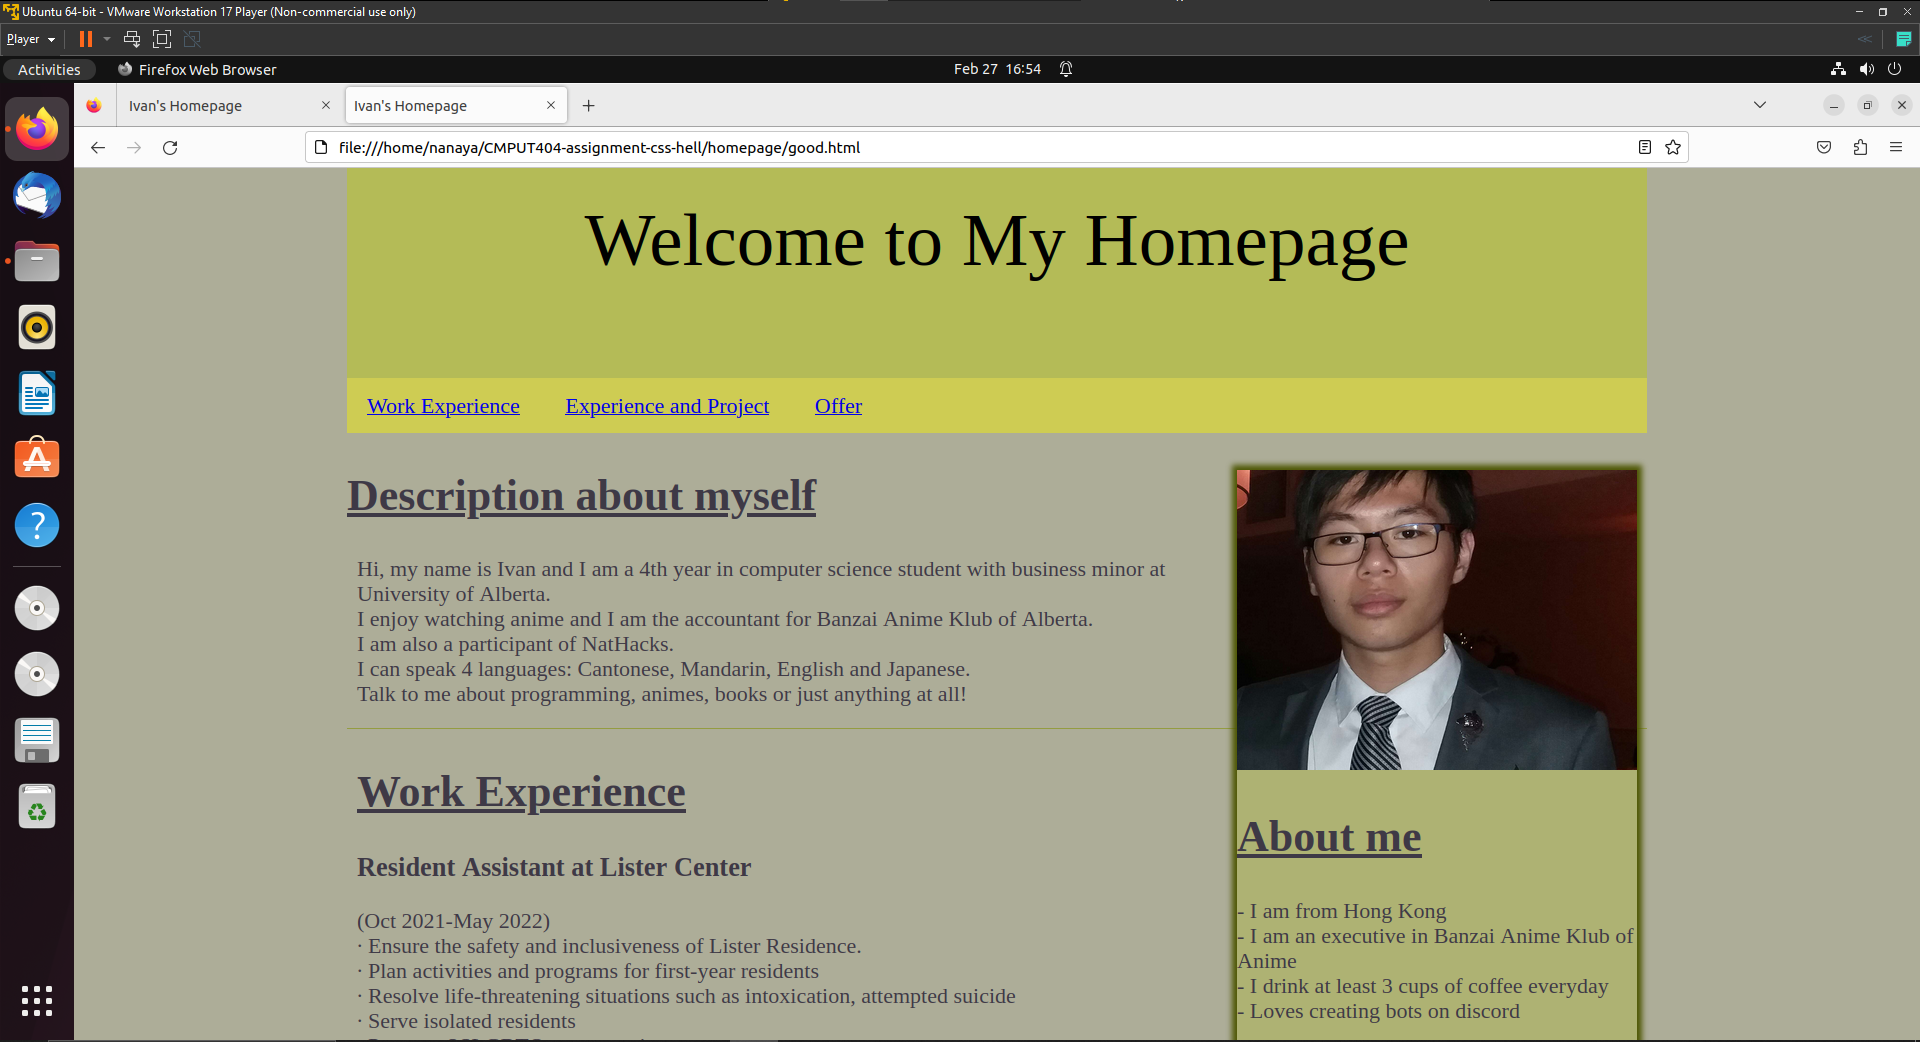 Ubuntu 64-bit - VMware Workstation 17 Player (Non-commercial use only)
Player
Activities
Firefox Web Browser
Feb 27 16:54
Ivan's Homepage
Ivan's Homepage
file:///home/nanaya/CMPUT404-assignment-css-hell/homepage/good.html
Welcome to My Homepage
Work Experience
Experience and Project
Offer
Description about myself
Hi, my name is Ivan and I am a 4th year in computer science student with business minor at
University of Alberta.
I enjoy watching anime and I am the accountant for Banzai Anime Klub of Alberta.
I am also a participant of NatHacks.
I can speak 4 languages: Cantonese, Mandarin, English and Japanese.
Talk to me about programming, animes, books or just anything at all!
Work Experience
Resident Assistant at Lister Center
(Oct 2021-May 2022)
· Ensure the safety and inclusiveness of Lister Residence.
· Plan activities and programs for first-year residents
· Resolve life-threatening situations such as intoxication, attempted suicide
· Serve isolated residents
About me
- I am from Hong Kong
- I am an executive in Banzai Anime Klub of
Anime
- I drink at least 3 cups of coffee everyday
- Loves creating bots on discord